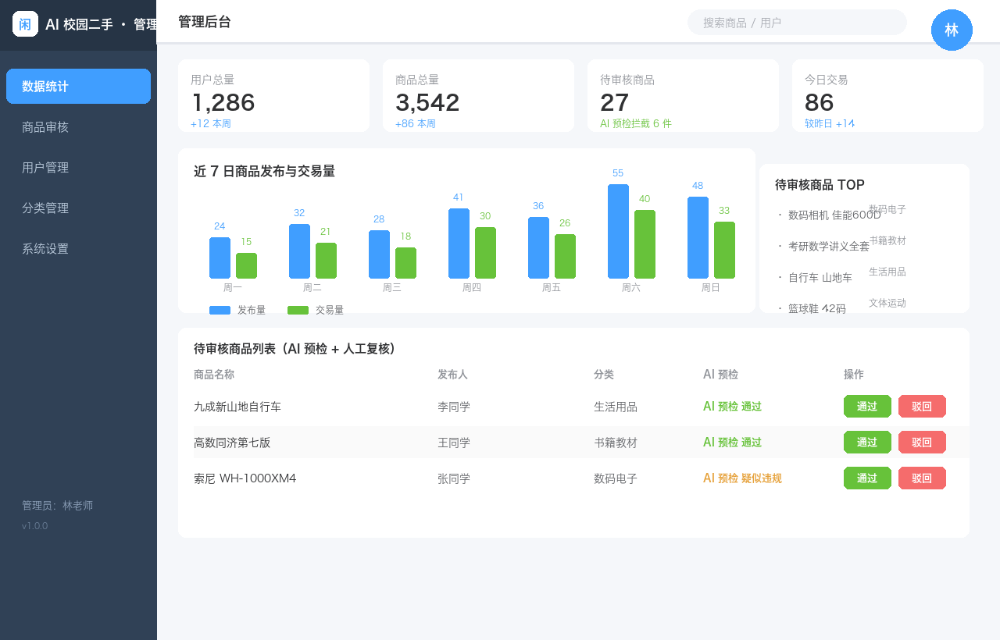 闲 AI 校园二手 · 管理
数据统计
商品审核
用户管理
分类管理
系统设置
管理员：林老师
v1.0.0
管理后台
搜索商品 / 用户
林
用户总量
1,286
+12 本周
商品总量
3,542
+86 本周
待审核商品
27
AI 预检拦截 6 件
今日交易
86
较昨日 +14
近 7 日商品发布与交易量
24 15 32 21 28 18 41 30 36 26 55 40 48 33
周一 周二 周三 周四 周五 周六 周日
发布量 交易量
待审核商品 TOP
· 数码相机 佳能600D 数码电子
· 考研数学讲义全套 书籍教材
· 自行车 山地车 生活用品
· 篮球鞋 42码 文体运动
待审核商品列表（AI 预检 + 人工复核）
商品名称 发布人 分类 AI 预检 操作
九成新山地自行车 李同学 生活用品 AI 预检 通过 通过 驳回
高数同济第七版 王同学 书籍教材 AI 预检 通过 通过 驳回
索尼 WH-1000XM4 张同学 数码电子 AI 预检 疑似违规 通过 驳回